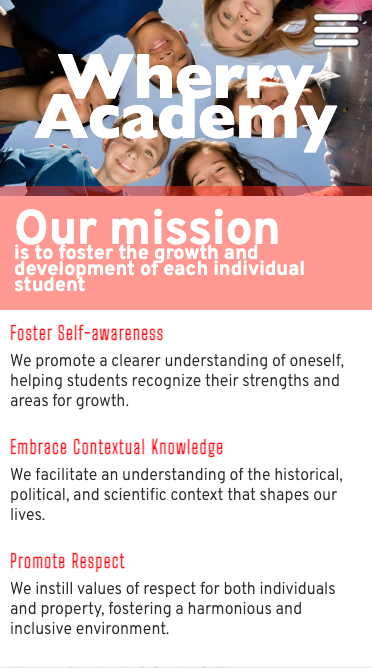 Wherry
Academy
Our mission
is to foster the growth and
development of each individual
student
Foster Self-awareness
We promote a clearer understanding of oneself,
helping students recognize their strengths and
areas for growth.
Embrace Contextual Knowledge
We facilitate an understanding of the historical,
political, and scientific context that shapes our
lives.
Promote Respect
We instill values of respect for both individuals
and property, fostering a harmonious and
inclusive environment.